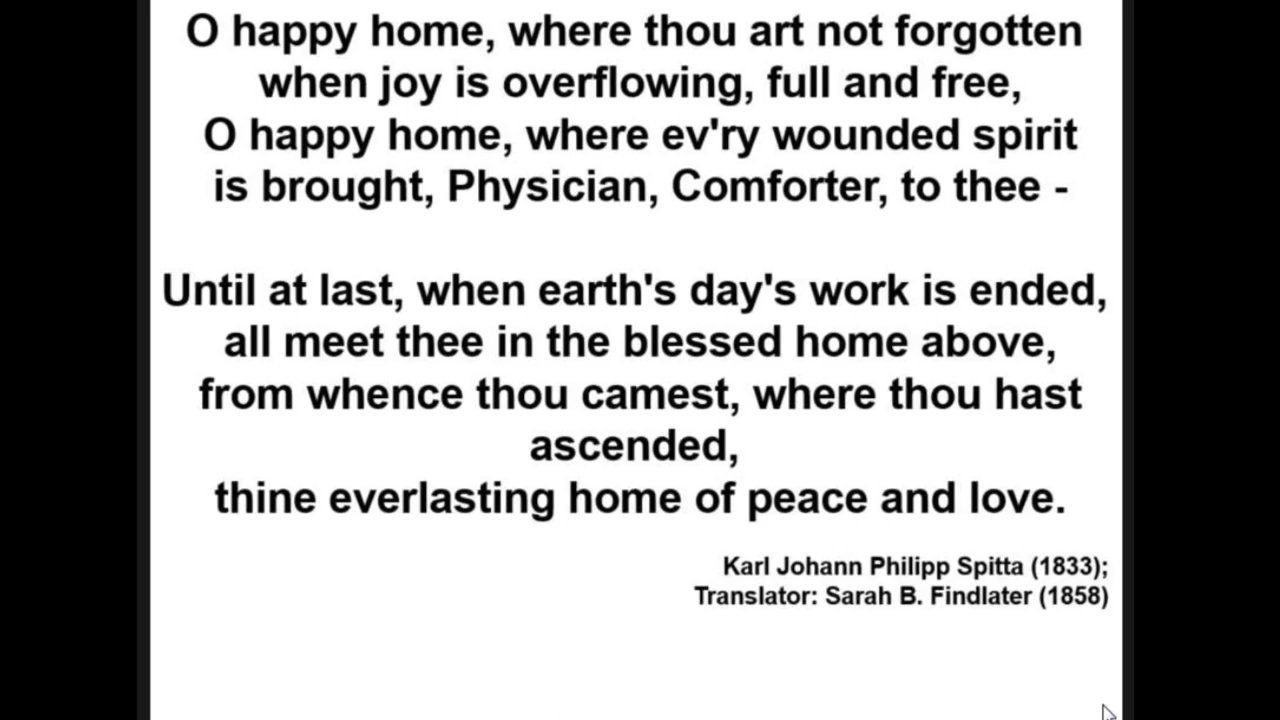 O happy home, where thou art not forgotten
when joy is overflowing, full and free,
O happy home, where ev'ry wounded spirit
is brought, Physician, Comforter, to thee -
Until at last, when earth's day's work is ended,
all meet thee in the blessed home above,
from whence thou camest, where thou hast
ascended,
thine everlasting home of peace and love.
Karl Johann Philipp Spitta (1833);
Translator: Sarah B. Findlater (1858)